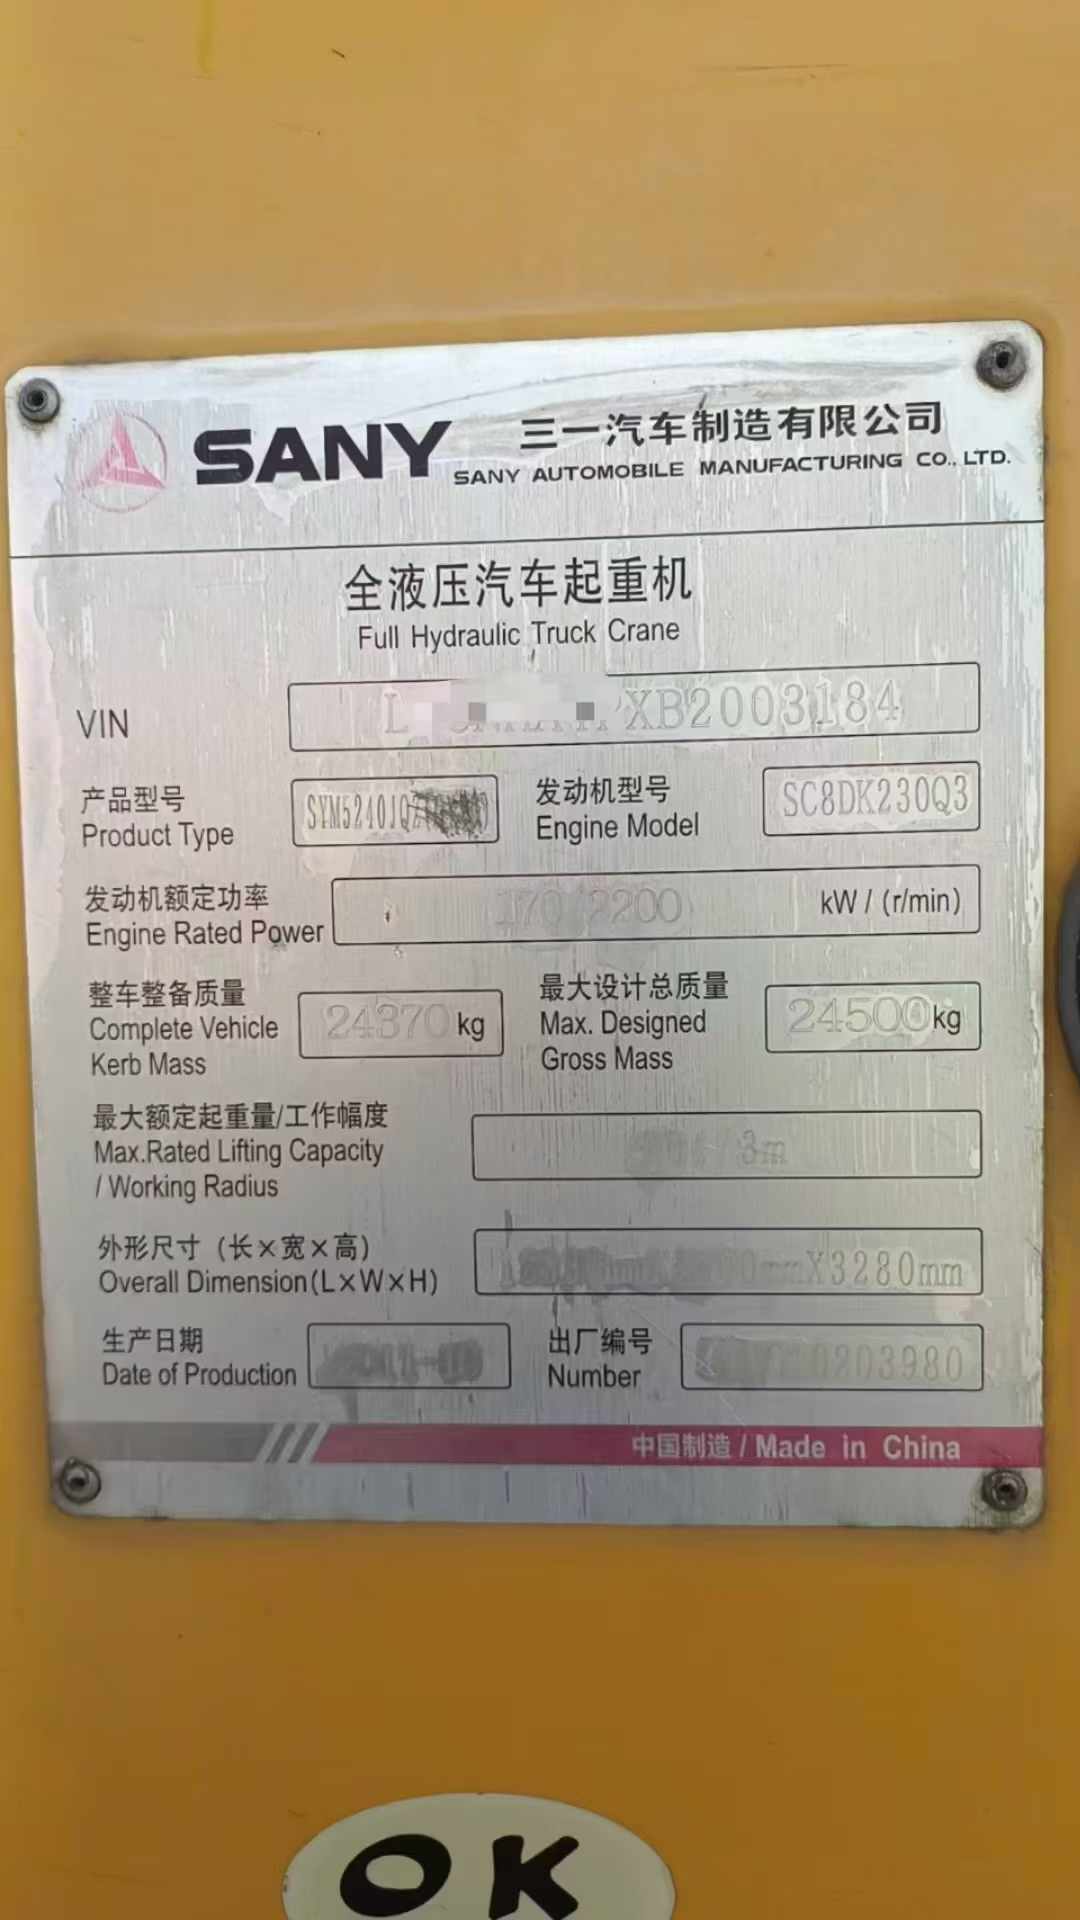 SANY 三一汽车制造有限公司
SANY AUTOMOBILE MANUFACTURING CO., LTD.
全液压汽车起重机
Full Hydraulic Truck Crane
VIN XB2003184
产品型号
Product Type
发动机型号
Engine Model SC8DK230Q3
发动机额定功率
Engine Rated Power 170/2200 kW / (r/min)
整车整备质量
Complete Vehicle
Kerb Mass 24370 kg
最大设计总质量
Max. Designed
Gross Mass 24500 kg
最大额定起重量/工作幅度
Max.Rated Lifting Capacity
/ Working Radius 3m
外形尺寸 (长×宽×高)
Overall Dimension(L×W×H) X3280mm
生产日期
Date of Production
出厂编号
Number 203980
中国制造 / Made in China
OK